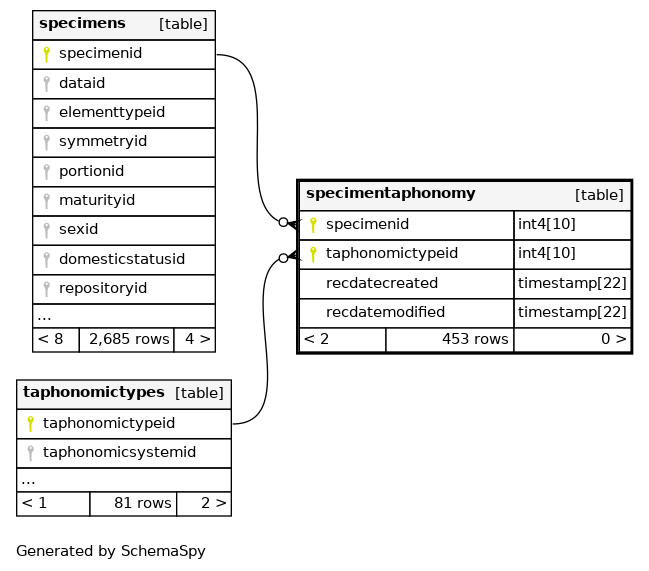 specimens [table]
specimenid
dataid
elementtypeid
symmetryid
portionid
maturityid
sexid
domesticstatusid
repositoryid
...
< 8 2,685 rows 4 >
specimentaphonomy [table]
specimenid int4[10]
taphonomictypeid int4[10]
recdatecreated timestamp[22]
recdatemodified timestamp[22]
< 2 453 rows 0 >
taphonomictypes [table]
taphonomictypeid
taphonomicsystemid
...
< 1 81 rows 2 >
Generated by SchemaSpy